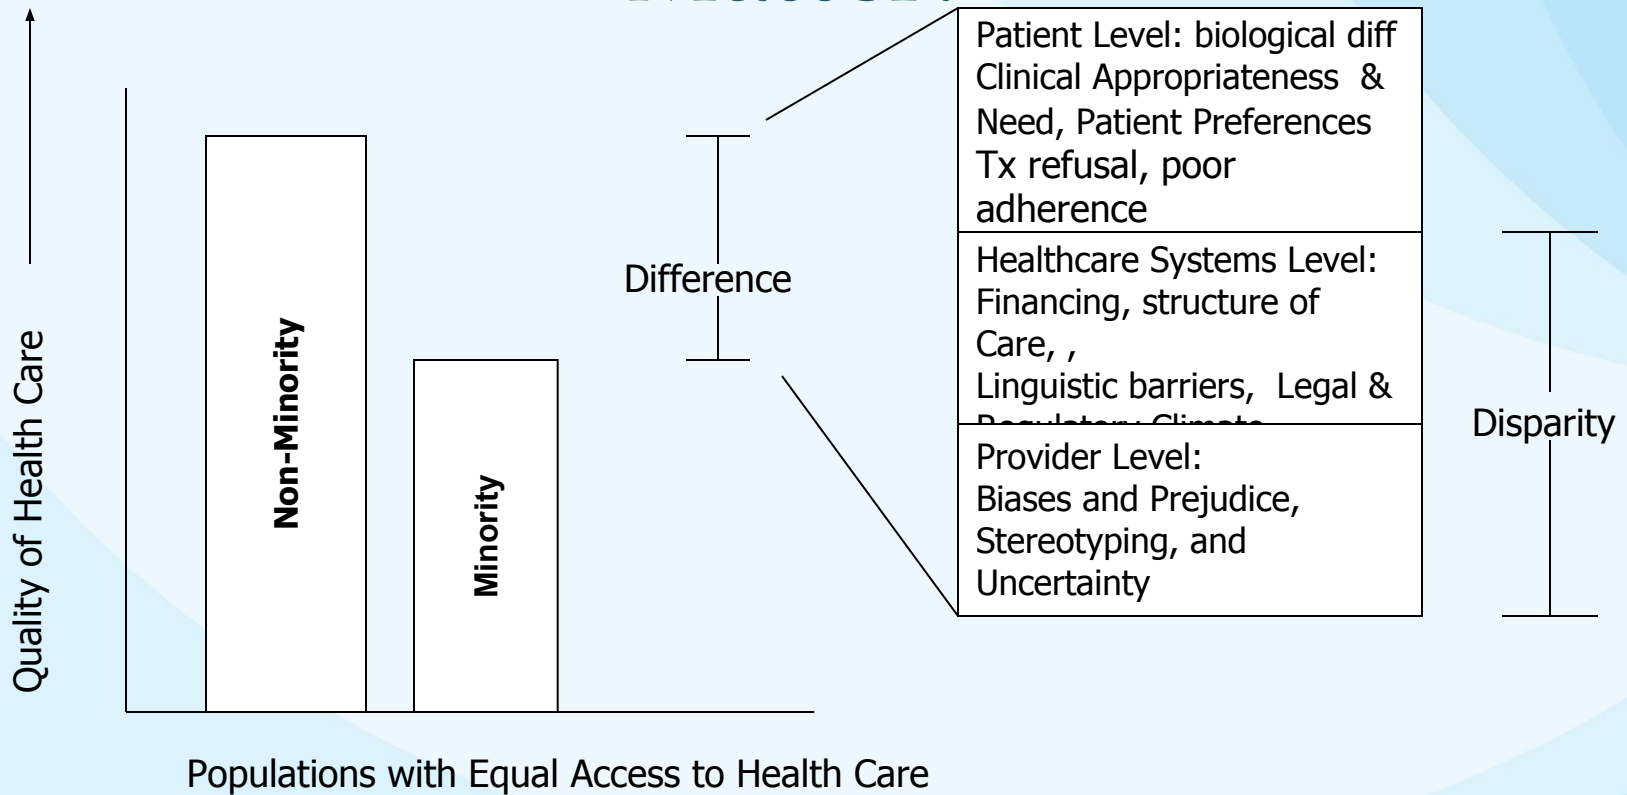 Quality of Health Care
Non-Minority
Minority
Populations with Equal Access to Health Care
Difference
Patient Level: biological diff
Clinical Appropriateness &
Need, Patient Preferences
Tx refusal, poor
adherence
Healthcare Systems Level:
Financing, structure of
Care, ,
Linguistic barriers, Legal &
Regulatory Climate
Provider Level:
Biases and Prejudice,
Stereotyping, and
Uncertainty
Disparity